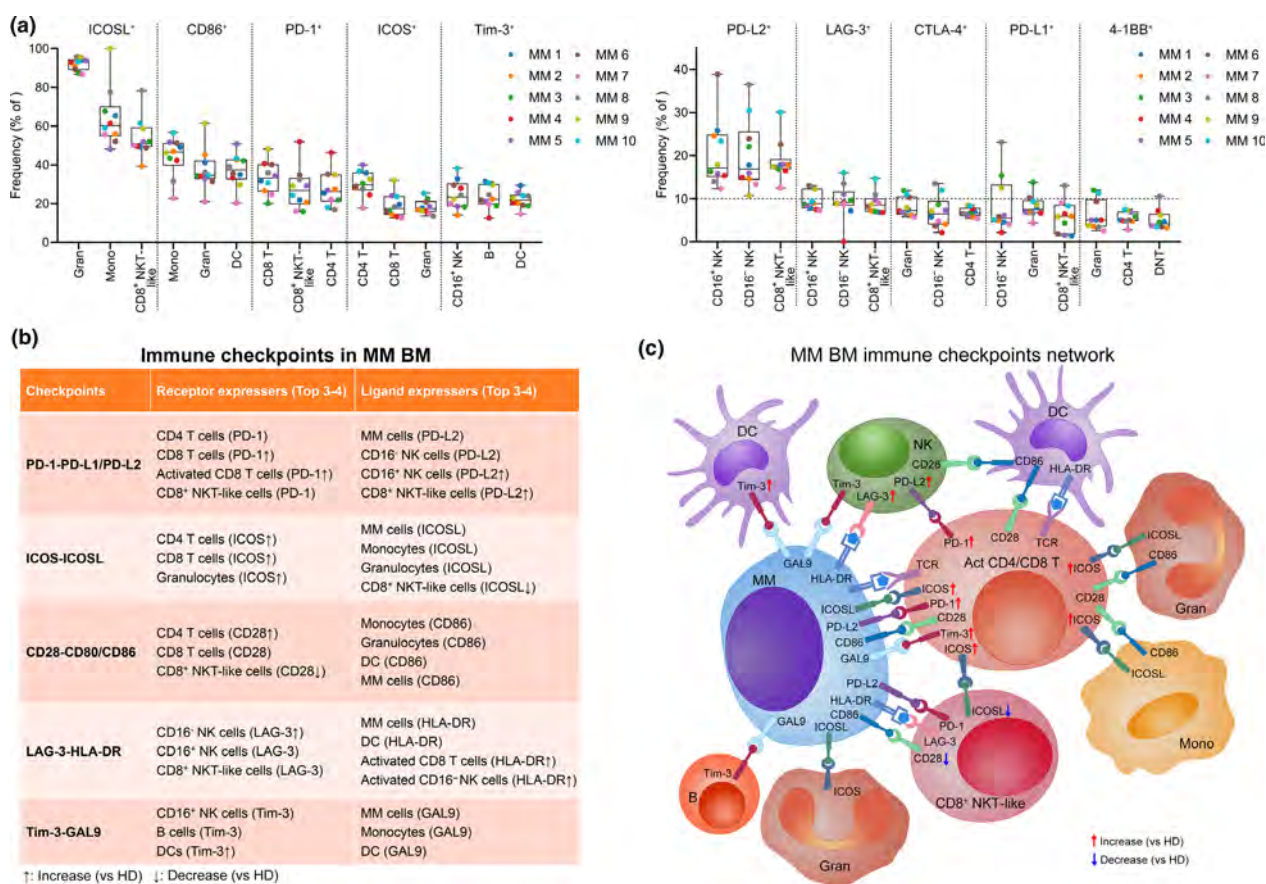 (a)
ICOSL⁺ CD86⁺ PD-1⁺ ICOS⁺ Tim-3⁺
Frequency (% of )
100
80
60
40
20
0
MM 1 MM 6
MM 2 MM 7
MM 3 MM 8
MM 4 MM 9
MM 5 MM 10
Gran
Mono
CD8⁺ NKT-like
Mono
Gran
DC
CD8 T
CD8⁺ NKT-like
CD4 T
CD4 T
CD8 T
Gran
CD16⁺ NK
B
DC
PD-L2⁺ LAG-3⁺ CTLA-4⁺ PD-L1⁺ 4-1BB⁺
Frequency (% of )
40
30
20
10
0
MM 1 MM 6
MM 2 MM 7
MM 3 MM 8
MM 4 MM 9
MM 5 MM 10
CD16⁺ NK
CD16⁻ NK
CD8⁺ NKT-like
CD16⁺ NK
CD16⁻ NK
CD8⁺ NKT-like
Gran
CD16⁻ NK
CD4 T
CD16⁻ NK
Gran
CD8⁺ NKT-like
Gran
CD4 T
DNT
(b)
Immune checkpoints in MM BM
Checkpoints Receptor expressers (Top 3-4) Ligand expressers (Top 3-4)
PD-1-PD-L1/PD-L2
CD4 T cells (PD-1)
CD8 T cells (PD-1↑)
Activated CD8 T cells (PD-1↑)
CD8⁺ NKT-like cells (PD-1)
MM cells (PD-L2)
CD16⁻ NK cells (PD-L2)
CD16⁺ NK cells (PD-L2↑)
CD8⁺ NKT-like cells (PD-L2↑)
ICOS-ICOSL
CD4 T cells (ICOS↑)
CD8 T cells (ICOS↑)
Granulocytes (ICOS↑)
MM cells (ICOSL)
Monocytes (ICOSL)
Granulocytes (ICOSL)
CD8⁺ NKT-like cells (ICOSL↓)
CD28-CD80/CD86
CD4 T cells (CD28↑)
CD8 T cells (CD28)
CD8⁺ NKT-like cells (CD28↓)
Monocytes (CD86)
Granulocytes (CD86)
DC (CD86)
MM cells (CD86)
LAG-3-HLA-DR
CD16⁻ NK cells (LAG-3↑)
CD16⁺ NK cells (LAG-3)
CD8⁺ NKT-like cells (LAG-3)
MM cells (HLA-DR)
DC (HLA-DR)
Activated CD8 T cells (HLA-DR↑)
Activated CD16⁻NK cells (HLA-DR↑)
Tim-3-GAL9
CD16⁺ NK cells (Tim-3)
B cells (Tim-3)
DCs (Tim-3↑)
MM cells (GAL9)
Monocytes (GAL9)
DC (GAL9)
↑: Increase (vs HD) ↓: Decrease (vs HD)
(c)
MM BM immune checkpoints network
DC
Tim-3↑
NK
CD28
Tim-3
PD-L2↑
LAG-3↑
DC
CD86
HLA-DR
CD28
TCR
PD-1↑
Act CD4/CD8 T
TCR
ICOS↑
PD-1↑
CD28
Tim-3↑
ICOS↑
↑ICOS
CD28
↑ICOS
ICOSL
CD86
Gran
CD86
ICOSL
Mono
MM
GAL9
HLA-DR
ICOSL
PD-L2
CD86
GAL9
PD-L2
HLA-DR
CD86
ICOSL
GAL9
Tim-3
B
ICOS
Gran
ICOSL↓
PD-1
LAG-3
CD28↓
CD8⁺ NKT-like
↑ Increase (vs HD)
↓ Decrease (vs HD)